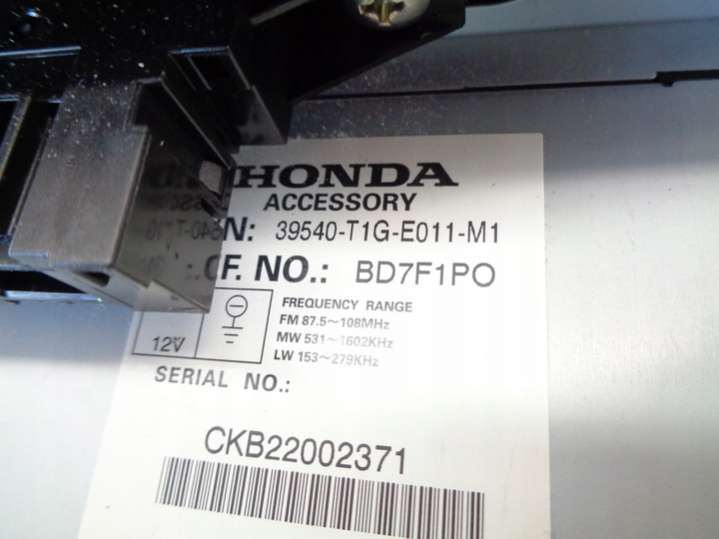 HONDA
ACCESSORY
N: 39540-T1G-E011-M1
F. NO.: BD7F1PO
FREQUENCY RANGE
FM 87.5~108MHz
MW 531~1602KHz
LW 153~279KHz
12V
SERIAL NO.:
CKB22002371